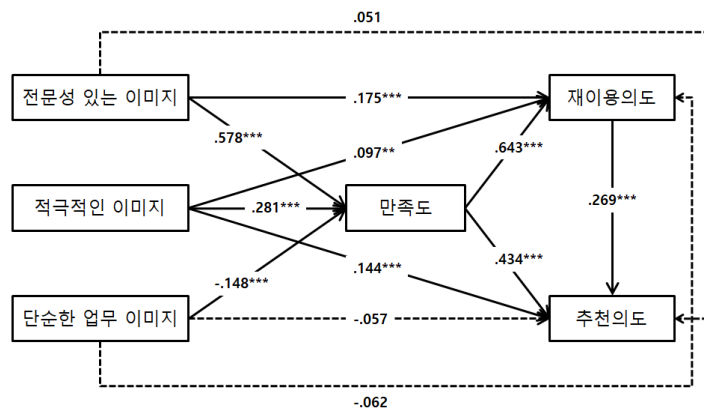 .051
전문성 있는 이미지
.175***
재이용의도
.578***
.097**
.643***
적극적인 이미지
.281***
만족도
.269***
.144***
.434***
-.148***
단순한 업무 이미지
-.057
추천의도
-.062